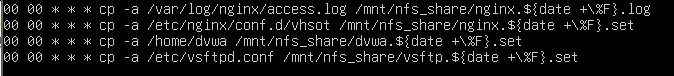 00 00 * * * cp -a /var/log/nginx/access.log /mnt/nfs_share/nginx.${date +\%F}.log
00 00 * * * cp -a /etc/nginx/conf.d/vhsot /mnt/nfs_share/nginx.${date +\%F}.set
00 00 * * * cp -a /home/dvwa /mnt/nfs_share/dvwa.${date +\%F}.set
00 00 * * * cp -a /etc/vsftpd.conf /mnt/nfs_share/vsftp.${date +\%F}.set